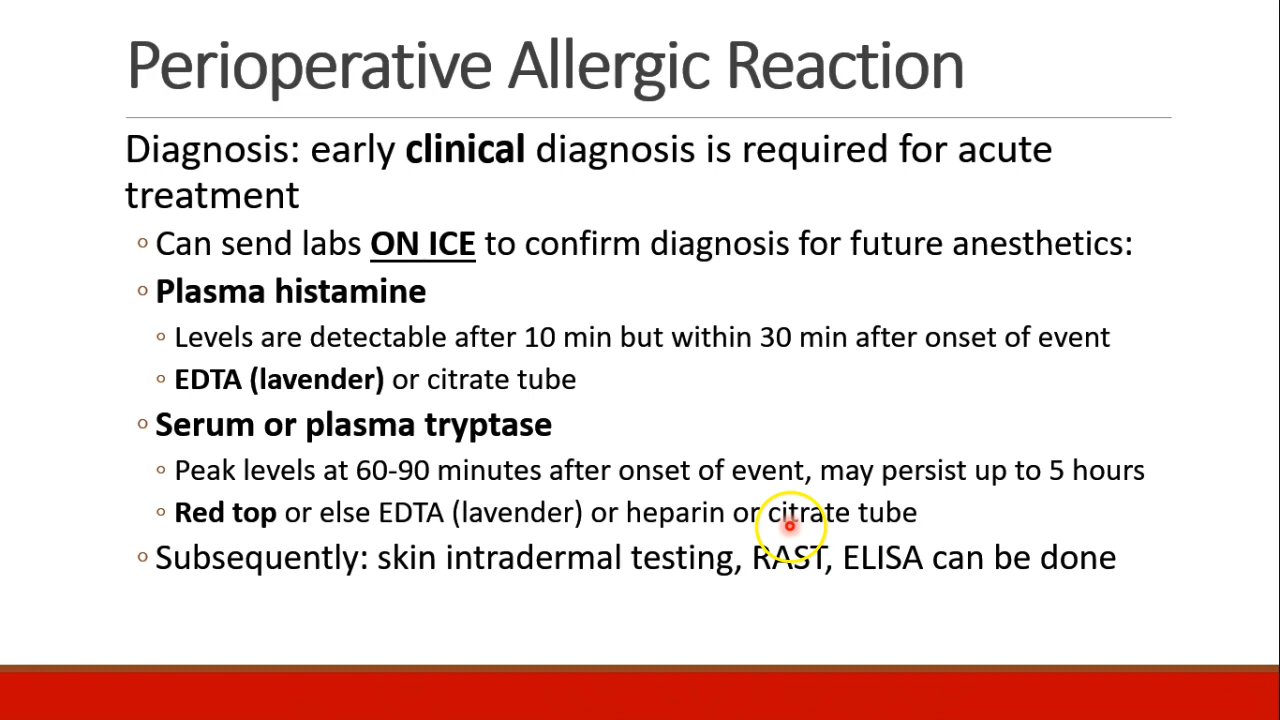 Perioperative Allergic Reaction
Diagnosis: early clinical diagnosis is required for acute
treatment
Can send labs ON ICE to confirm diagnosis for future anesthetics:
Plasma histamine
Levels are detectable after 10 min but within 30 min after onset of event
EDTA (lavender) or citrate tube
Serum or plasma tryptase
Peak levels at 60-90 minutes after onset of event, may persist up to 5 hours
Red top or else EDTA (lavender) or heparin or citrate tube
Subsequently: skin intradermal testing, RAST, ELISA can be done